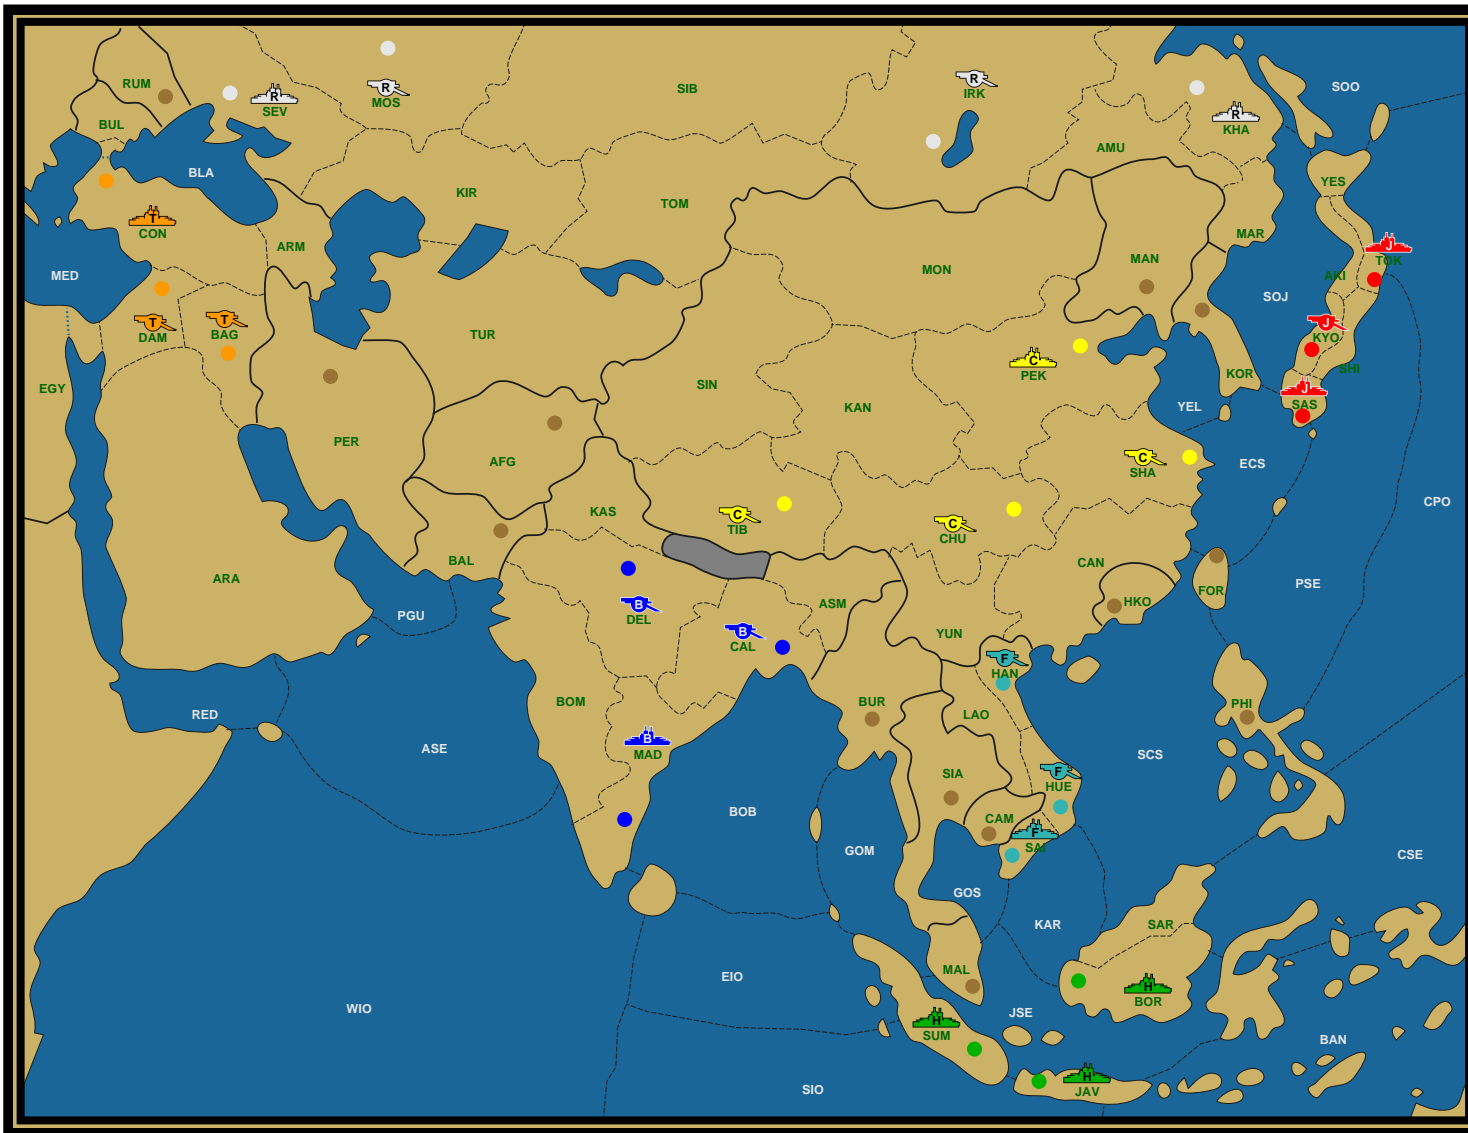 RUM
SIB
SOO
R
SEV
R
MOS
R
IRK
R
KHA
BUL
AMU
BLA
YES
KIR
TOM
T
CON
ARM
MAR
J
TOK
MED
MON
MAN
AKI
SOJ
T
DAM
T
BAG
TUR
J
KYO
EGY
C
PEK
KOR
SHI
SIN
KAN
YEL
J
SAS
PER
AFG
C
SHA
ECS
CPO
KAS
C
TIB
C
CHU
BAL
CAN
ARA
PGU
B
DEL
ASM
HKO
FOR
PSE
B
CAL
YUN
F
HAN
BOM
BUR
LAO
PHI
RED
ASE
B
MAD
SCS
SIA
F
HUE
BOB
CAM
F
SAI
GOM
CSE
GOS
KAR
SAR
EIO
MAL
H
BOR
WIO
H
SUM
JSE
BAN
SIO
H
JAV